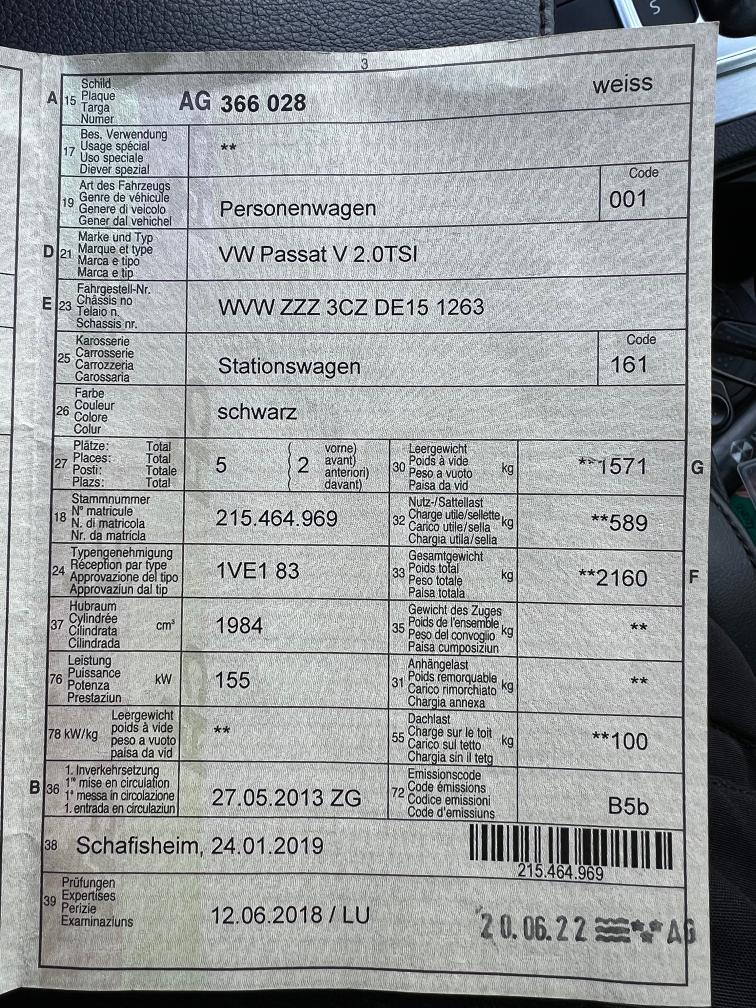 3
A 15 Schild
Plaque
Targa
Numer
AG 366 028
weiss
17 Bes. Verwendung
Usage spécial
Uso speciale
Diever spezial
**
19 Art des Fahrzeugs
Genre de véhicule
Genere di veicolo
Gener dal vehichel
Personenwagen
Code
001
D 21 Marke und Typ
Marque et type
Marca e tipo
Marca e tip
VW Passat V 2.0TSI
E 23 Fahrgestell-Nr.
Châssis no
Telaio n.
Schassis nr.
WVW ZZZ 3CZ DE15 1263
25 Karosserie
Carrosserie
Carrozzeria
Carossaria
Stationswagen
Code
161
26 Farbe
Couleur
Colore
Colur
schwarz
27 Plätze: Total
Places: Total
Posti: Totale
Plazs: Total
5
2
vorne)
avant)
anteriori)
davant)
30 Leergewicht
Poids à vide
Peso a vuoto
Paisa da vid
kg
**1571
G
18 Stammnummer
N° matricule
N. di matricola
Nr. da matricla
215.464.969
32 Nutz-/Sattellast
Charge utile/sellette
Carico utile/sella
Chargia utila/sella
kg
**589
24 Typengenehmigung
Réception par type
Approvazione del tipo
Approvaziun dal tip
1VE1 83
33 Gesamtgewicht
Poids total
Peso totale
Paisa totala
kg
**2160
F
37 Hubraum
Cylindrée
Cilindrata
Cilindrada
cm³
1984
35 Gewicht des Zuges
Poids de l'ensemble
Peso del convoglio
Paisa cumposiziun
kg
**
76 Leistung
Puissance
Potenza
Prestaziun
kW
155
31 Anhängelast
Poids remorquable
Carico rimorchiato
Chargia annexa
kg
**
78 kW/kg
Leergewicht
poids à vide
peso a vuoto
paisa da vid
**
55 Dachlast
Charge sur le toit
Carico sul tetto
Chargia sin il tetg
kg
**100
B 36 1. Inverkehrsetzung
1re mise en circulation
1a messa in circolazione
1. entrada en circulaziun
27.05.2013 ZG
72 Emissionscode
Code émissions
Codice emissioni
Code d'emissiuns
B5b
38 Schafisheim, 24.01.2019
215.464.969
39 Prüfungen
Expertises
Perizie
Examinaziuns
12.06.2018 / LU
20.06.22 AG